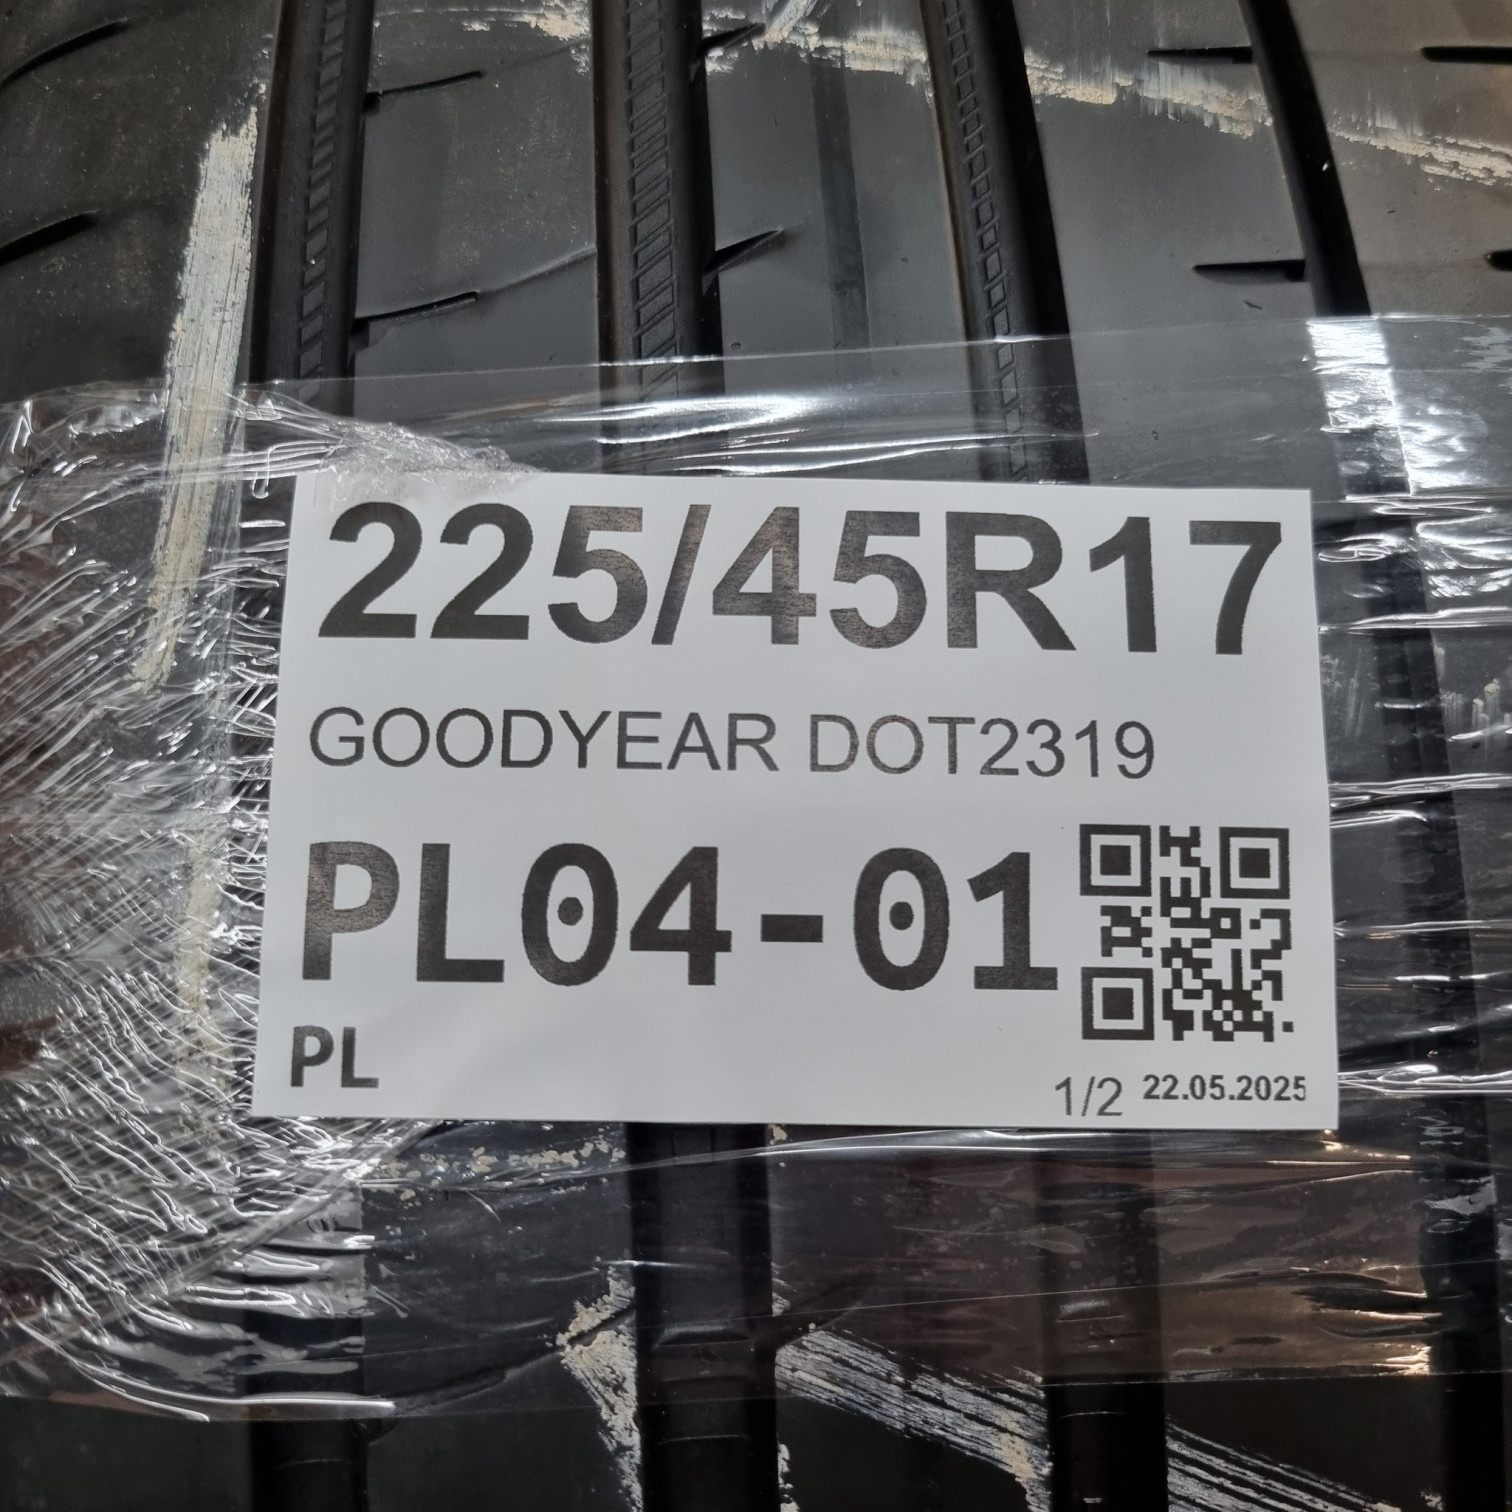 225/45R17
GOODYEAR DOT2319
PL04-01
PL
1/2 22.05.2025